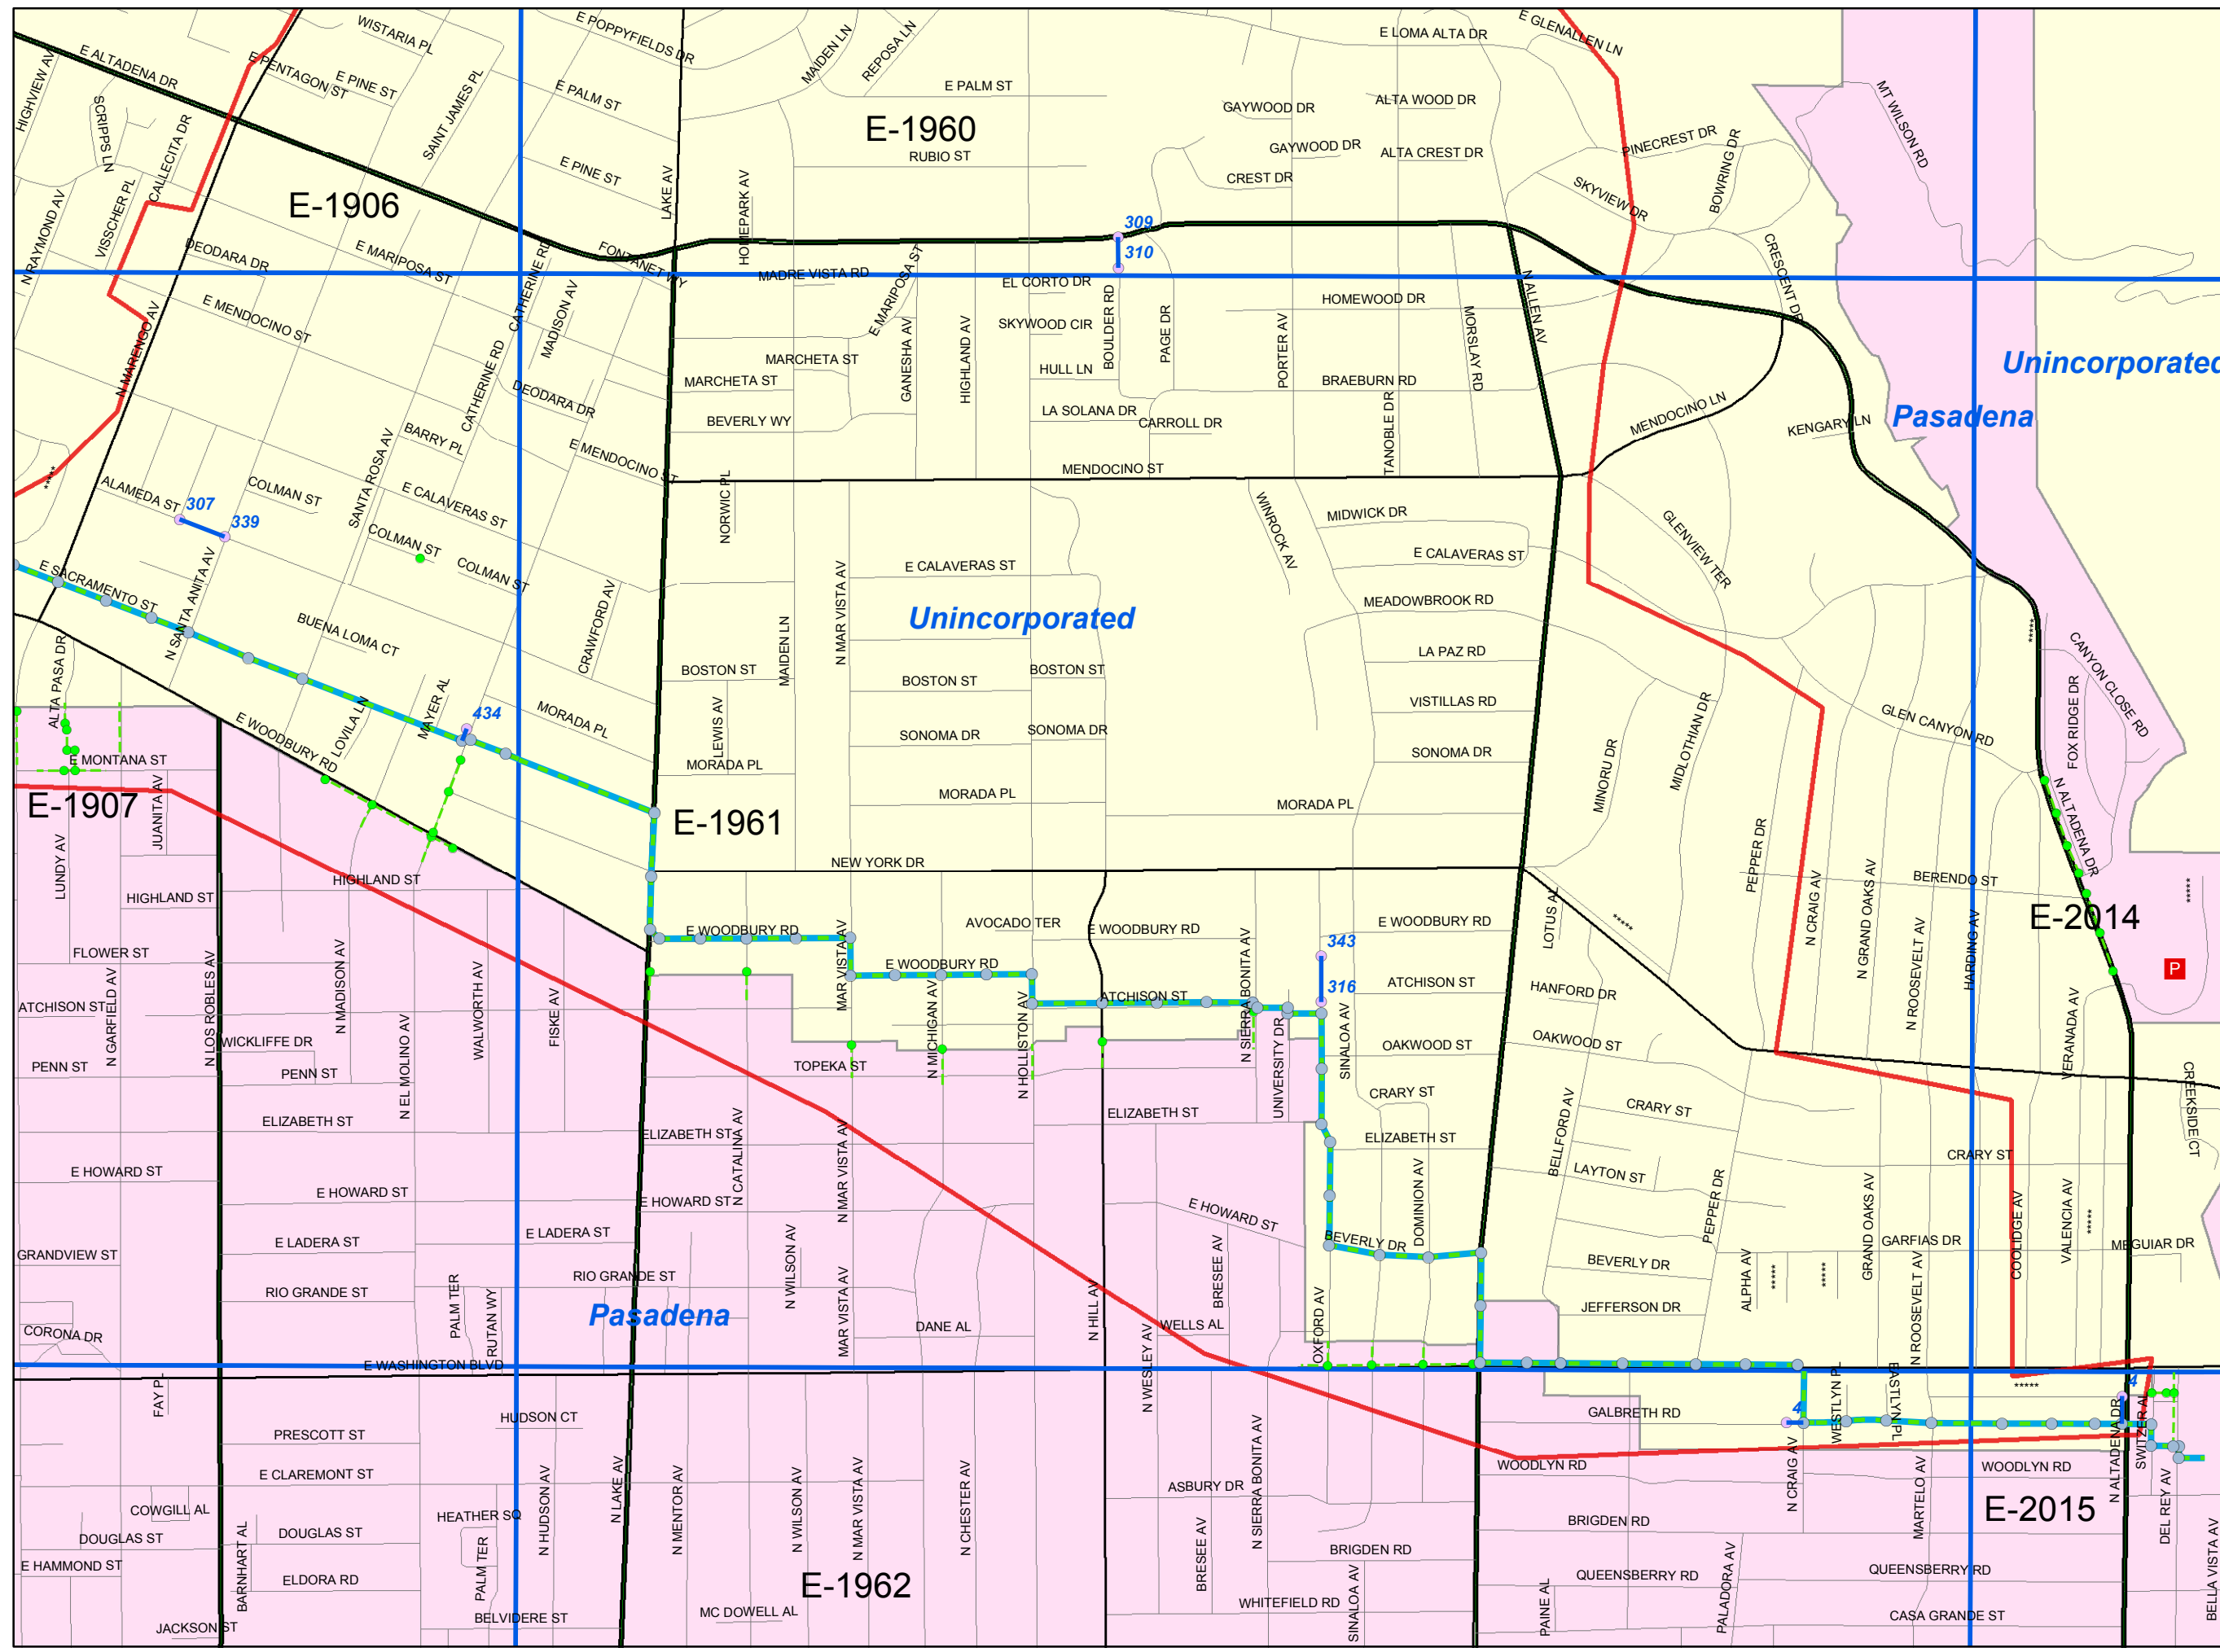 WISTARIA PL
E POPPYFIELDS DR
MAIDEN LN
REPOSA LN
E LOMA ALTA DR
E GLENALLEN LN
HIGHVIEW AV
E ALTADENA DR
E PENTAGON ST
E PINE ST
SAINT JAMES PL
E PALM ST
E PALM ST
GAYWOOD DR
ALTA WOOD DR
MT WILSON RD
SCRIPPS LN
CALLECITA DR
E-1960
RUBIO ST
GAYWOOD DR
ALTA CREST DR
PINECREST DR
BOWRING DR
E PINE ST
CREST DR
SKYVIEW DR
N RAYMOND AV
VISSCHER PL
E-1906
LAKE AV
HOMEPARK AV
309
310
DEODARA DR
E MARIPOSA ST
CATHERINE RD
FONTANET WY
MADRE VISTA RD
E MARIPOSA ST
EL CORTO DR
BOULDER RD
CRESCENT DR
N ALLEN AV
E MENDOCINO ST
MADISON AV
SKYWOOD CIR
PAGE DR
HOMEWOOD DR
MORSLAY RD
N MARENGO AV
CATHERINE RD
MARCHETA ST
MARCHETA ST
GANESHA AV
HIGHLAND AV
HULL LN
PORTER AV
BRAEBURN RD
Unincorporated
Pasadena
DEODARA DR
BEVERLY WY
LA SOLANA DR
CARROLL DR
TANOBLE DR
MENDOCINO LN
KENGARY LN
BARRY PL
SANTA ROSA AV
E MENDOCINO ST
MENDOCINO ST
*****
ALAMEDA ST
307
339
COLMAN ST
E CALAVERAS ST
NORWIC PL
WINROCK AV
MIDWICK DR
GLENVIEW TER
COLMAN ST
COLMAN ST
E CALAVERAS ST
E CALAVERAS ST
E SACRAMENTO ST
N SANTA ANITA AV
CRAWFORD AV
N MAR VISTA AV
MEADOWBROOK RD
BUENA LOMA CT
Unincorporated
MAIDEN LN
*****
CANYON CLOSE RD
ALTA PASA DR
LOVILA LN
MAYER AL
434
MORADA PL
BOSTON ST
BOSTON ST
BOSTON ST
LA PAZ RD
VISTILLAS RD
GLEN CANYON RD
FOX RIDGE DR
E WOODBURY RD
LEWIS AV
SONOMA DR
SONOMA DR
SONOMA DR
MIDLOTHIAN DR
MINORU DR
E MONTANA ST
MORADA PL
MORADA PL
MORADA PL
N ALTADENA DR
E-1907
JUANITA AV
E-1961
NEW YORK DR
PEPPER DR
LUNDY AV
HIGHLAND ST
HIGHLAND ST
BERENDO ST
N CRAIG AV
N GRAND OAKS AV
N ROOSEVELT AV
HARDING AV
E-2014
*****
FLOWER ST
E WOODBURY RD
MAR VISTA AV
AVOCADO TER
E WOODBURY RD
E WOODBURY RD
343
E WOODBURY RD
LOTUS AL
*****
P
N GARFIELD AV
N LOS ROBLES AV
N MADISON AV
WALWORTH AV
FISKE AV
E WOODBURY RD
ATCHISON ST
ATCHISON ST
316
ATCHISON ST
HANFORD DR
WICKLIFFE DR
N EL MOLINO AV
N MICHIGAN AV
N HOLLISTON AV
N SIERRA BONITA AV
UNIVERSITY DR
SINALOA AV
OAKWOOD ST
OAKWOOD ST
VERANADA AV
PENN ST
PENN ST
TOPEKA ST
CRARY ST
CRARY ST
BELLFORD AV
CREEKSIDE CT
ELIZABETH ST
ELIZABETH ST
N CATALINA AV
N MAR VISTA AV
ELIZABETH ST
ELIZABETH ST
CRARY ST
E HOWARD ST
E HOWARD ST
E HOWARD ST
E HOWARD ST
LAYTON ST
DOMINION AV
PEPPER DR
GRAND OAKS AV
COOLIDGE AV
VALENCIA AV
*****
GRANDVIEW ST
E LADERA ST
E LADERA ST
N WILSON AV
BRESEE AV
BEVERLY DR
BEVERLY DR
GARFIAS DR
MEGUIAR DR
RIO GRANDE ST
RIO GRANDE ST
N HILL AV
ALPHA AV
*****
*****
N ROOSEVELT AV
CORONA DR
PALM TER
RUTAN WY
Pasadena
MAR VISTA AV
DANE AL
WELLS AL
OXFORD AV
JEFFERSON DR
E WASHINGTON BLVD
N WESLEY AV
FAY PL
*****
4
4
HUDSON CT
GALBRETH RD
WESTLYN PL
EASTLYN PL
N ALTADENA DR
SWITZER AL
PRESCOTT ST
E CLAREMONT ST
N HUDSON AV
N LAKE AV
N MENTOR AV
N WILSON AV
N MAR VISTA AV
N CHESTER AV
ASBURY DR
N SIERRA BONITA AV
WOODLYN RD
N CRAIG AV
MARTELO AV
WOODLYN RD
DEL REY AV
COWGILL AL
HEATHER SQ
E-2015
DOUGLAS ST
BARNHART AL
DOUGLAS ST
PALM TER
BRESEE AV
BRIGDEN RD
BRIGDEN RD
E HAMMOND ST
ELDORA RD
E-1962
SINALOA AV
QUEENSBERRY RD
PALADORA AV
QUEENSBERRY RD
BELLA VISTA AV
JACKSON ST
BELVIDERE ST
MC DOWELL AL
WHITEFIELD RD
PAINE AL
CASA GRANDE ST